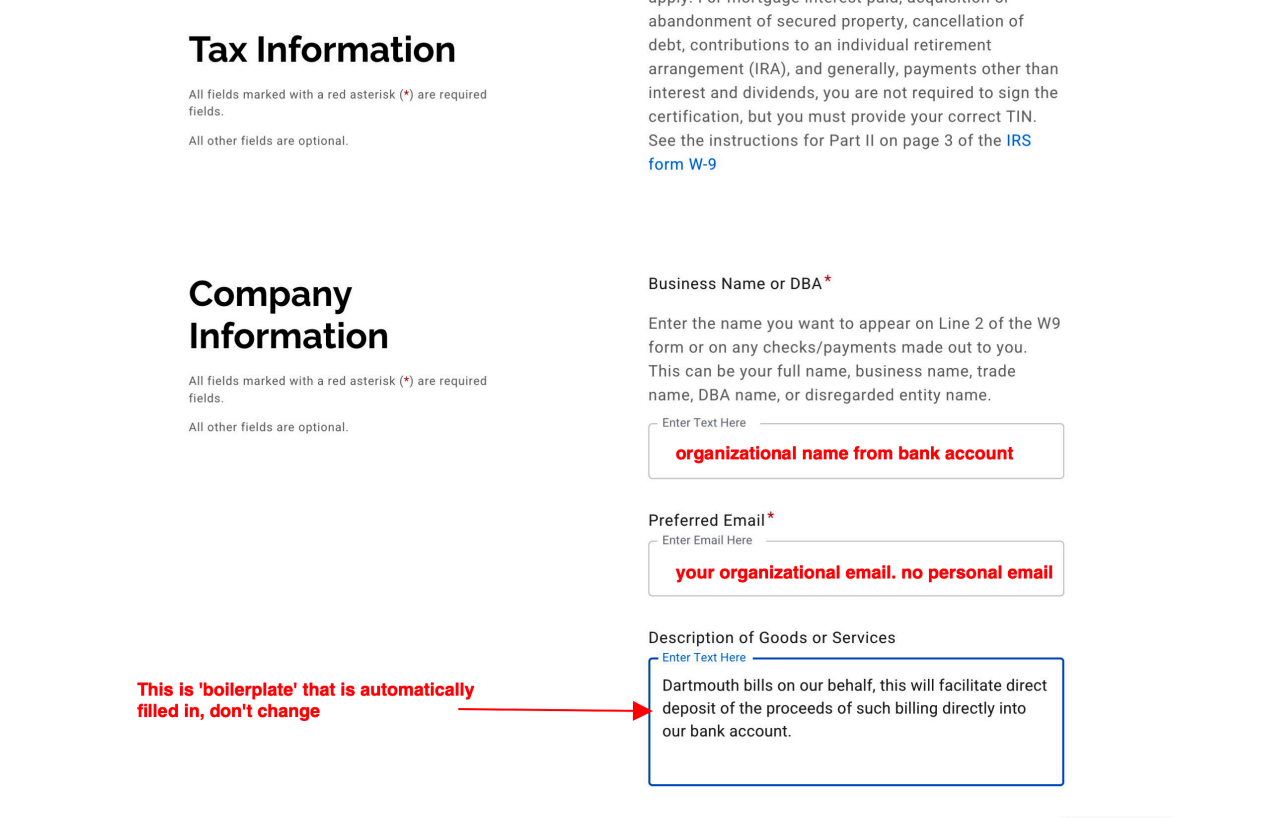 Tax Information
All fields marked with a red asterisk (*) are required
fields.
All other fields are optional.
abandonment of secured property, cancellation of
debt, contributions to an individual retirement
arrangement (IRA), and generally, payments other than
interest and dividends, you are not required to sign the
certification, but you must provide your correct TIN.
See the instructions for Part II on page 3 of the IRS
form W-9
Company
Information
All fields marked with a red asterisk (*) are required
fields.
All other fields are optional.
Business Name or DBA*
Enter the name you want to appear on Line 2 of the W9
form or on any checks/payments made out to you.
This can be your full name, business name, trade
name, DBA name, or disregarded entity name.
Enter Text Here
organizational name from bank account
Preferred Email*
Enter Email Here
your organizational email. no personal email
Description of Goods or Services
Enter Text Here
Dartmouth bills on our behalf, this will facilitate direct
deposit of the proceeds of such billing directly into
our bank account.
This is 'boilerplate' that is automatically
filled in, don't change